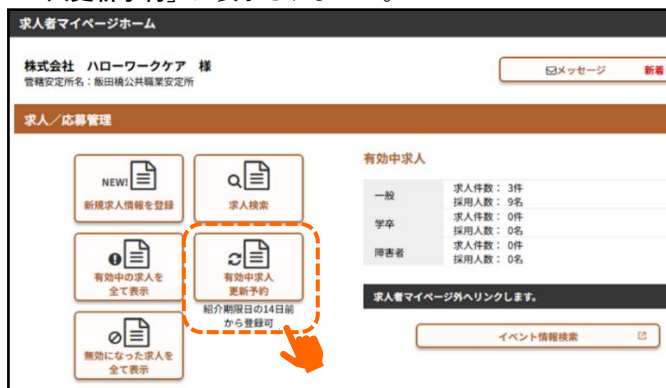 求人者マイページホーム
株式会社 ハローワークケア 様
管轄安定所名：飯田橋公共職業安定所
メッセージ 新着
求人／応募管理
NEW!
新規求人情報を登録
求人検索
有効中の求人を
全て表示
有効中求人
更新予約
紹介期限日の14日前
から登録可
無効になった求人を
全て表示
有効中求人
一般
求人件数： 3件
採用人数： 9名
学卒
求人件数： 0件
採用人数： 0名
障害者
求人件数： 0件
採用人数： 0名
求人者マイページ外へリンクします。
イベント情報検索